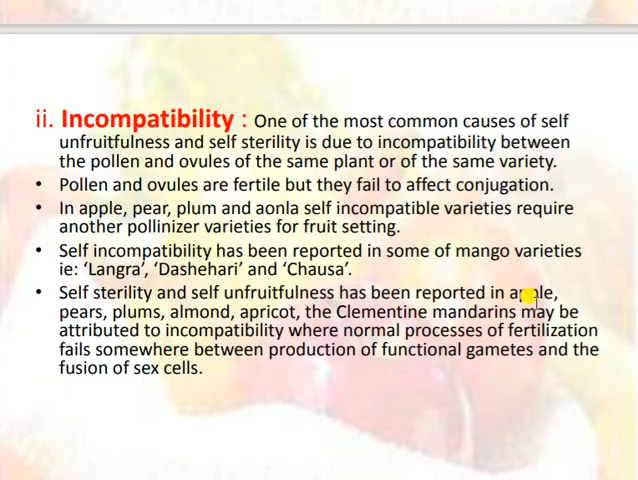 ii. Incompatibility : One of the most common causes of self
unfruitfulness and self sterility is due to incompatibility between
the pollen and ovules of the same plant or of the same variety.
• Pollen and ovules are fertile but they fail to affect conjugation.
• In apple, pear, plum and aonla self incompatible varieties require
another pollinizer varieties for fruit setting.
• Self incompatibility has been reported in some of mango varieties
ie: ‘Langra’, ‘Dashehari’ and ‘Chausa’.
• Self sterility and self unfruitfulness has been reported in apple,
pears, plums, almond, apricot, the Clementine mandarins may be
attributed to incompatibility where normal processes of fertilization
fails somewhere between production of functional gametes and the
fusion of sex cells.